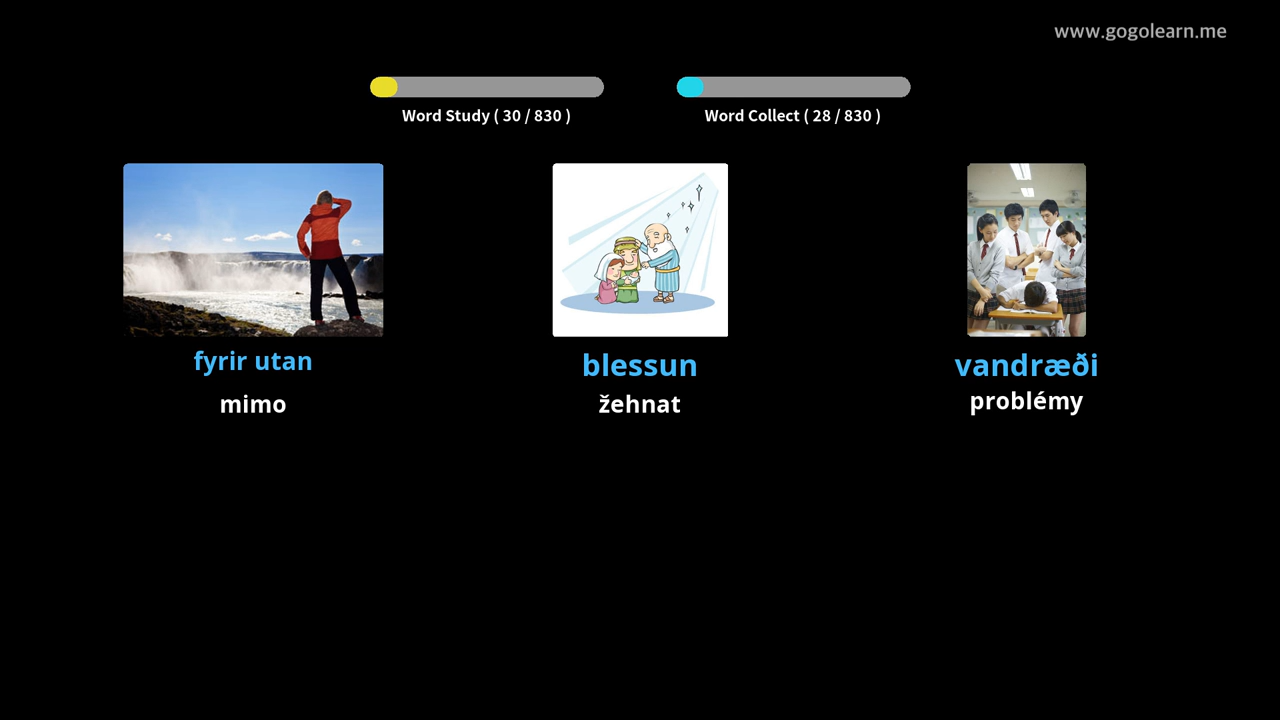 www.gogolearn.me
Word Study ( 30 / 830 )
Word Collect ( 28 / 830 )
fyrir utan
mimo
blessun
žehnat
vandræði
problémy